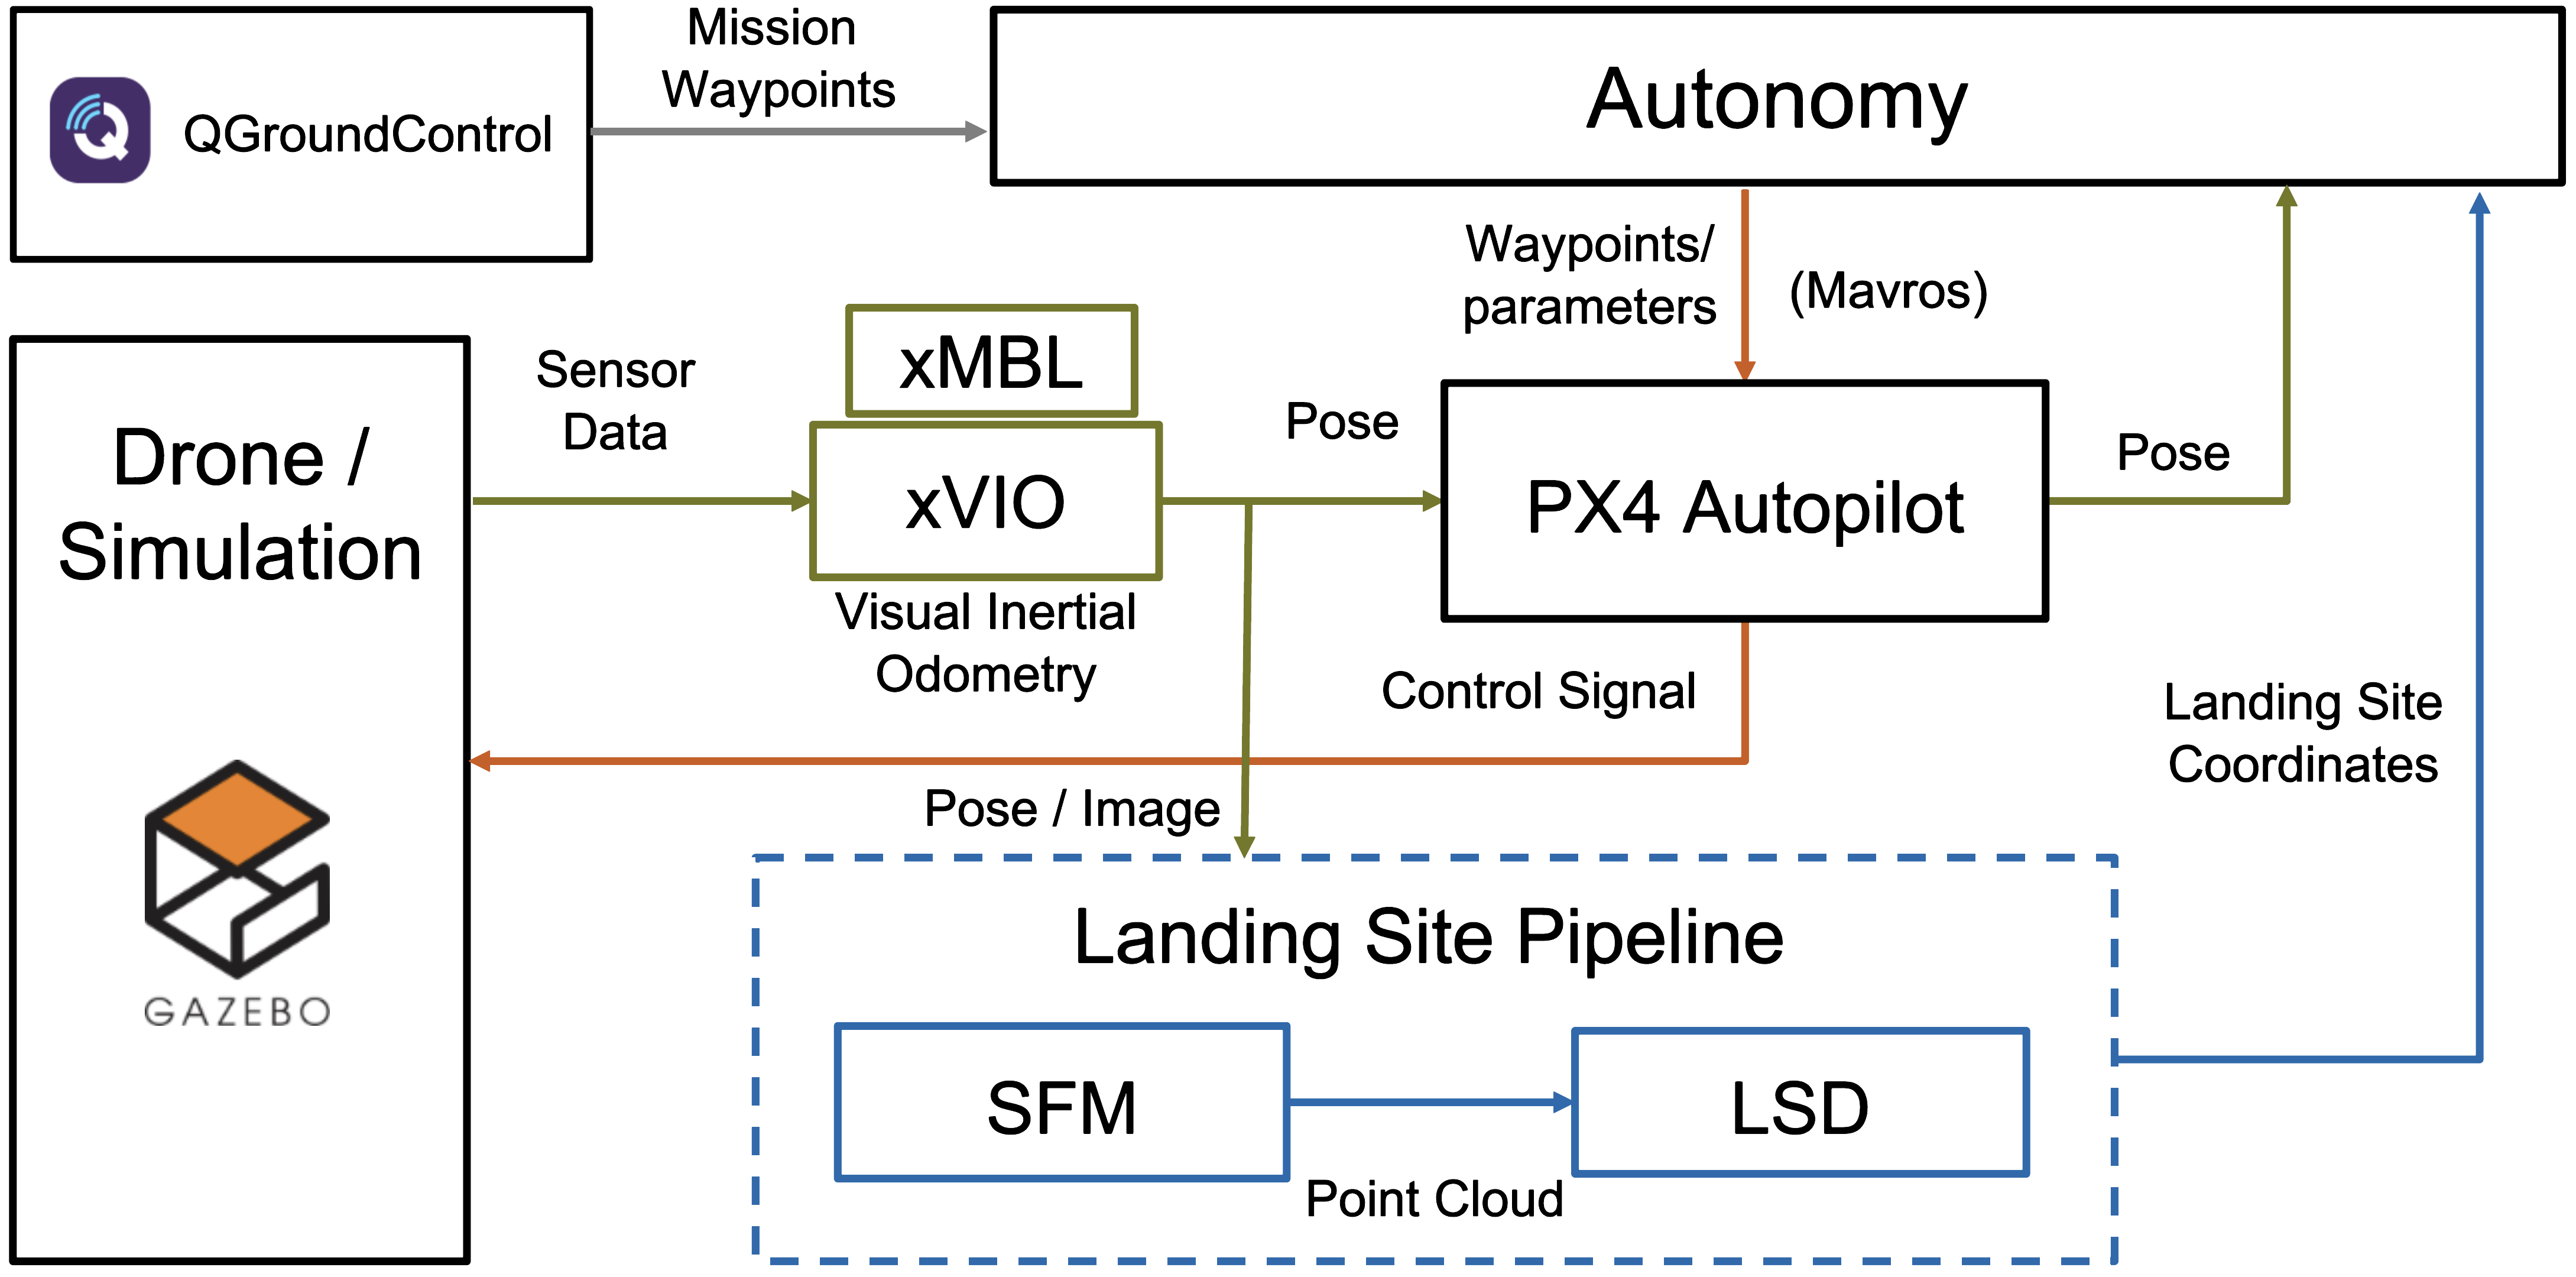 QGroundControl
Mission
Waypoints
Autonomy
Waypoints/
parameters
(Mavros)
Drone /
Simulation
GAZEBO
Sensor
Data
xMBL
xVIO
Visual Inertial
Odometry
Pose
PX4 Autopilot
Pose
Control Signal
Pose / Image
Landing Site
Coordinates
Landing Site Pipeline
SFM
Point Cloud
LSD